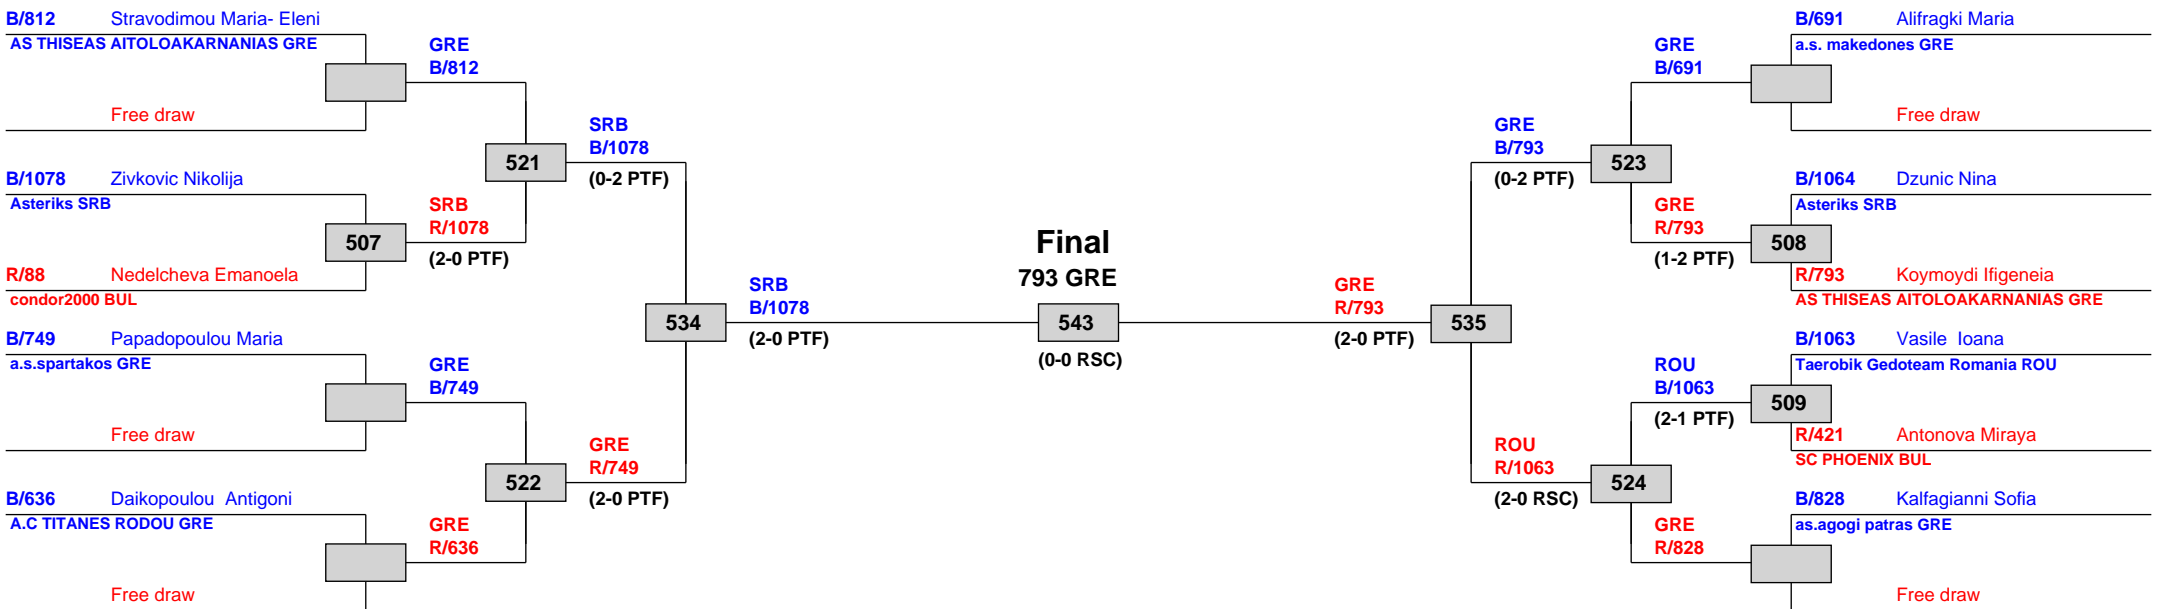 B/812 Stravodimou Maria- Eleni
AS THISEAS AITOLOAKARNANIAS GRE
Free draw
GRE
B/812
B/1078 Zivkovic Nikolija
Asteriks SRB
507
R/88 Nedelcheva Emanoela
condor2000 BUL
SRB
R/1078
(2-0 PTF)
521
SRB
B/1078
(0-2 PTF)
B/749 Papadopoulou Maria
a.s.spartakos GRE
Free draw
GRE
B/749
B/636 Daikopoulou Antigoni
A.C TITANES RODOU GRE
Free draw
GRE
R/636
522
GRE
R/749
(2-0 PTF)
534
SRB
B/1078
(2-0 PTF)
Final
793 GRE
543
(0-0 RSC)
GRE
R/793
(2-0 PTF)
535
GRE
B/793
(0-2 PTF)
523
GRE
B/691
B/691 Alifragki Maria
a.s. makedones GRE
Free draw
GRE
R/793
(1-2 PTF)
508
B/1064 Dzunic Nina
Asteriks SRB
R/793 Koymoydi Ifigeneia
AS THISEAS AITOLOAKARNANIAS GRE
ROU
R/1063
(2-0 RSC)
524
ROU
B/1063
(2-1 PTF)
509
B/1063 Vasile Ioana
Taerobik Gedoteam Romania ROU
R/421 Antonova Miraya
SC PHOENIX BUL
GRE
R/828
B/828 Kalfagianni Sofia
as.agogi patras GRE
Free draw